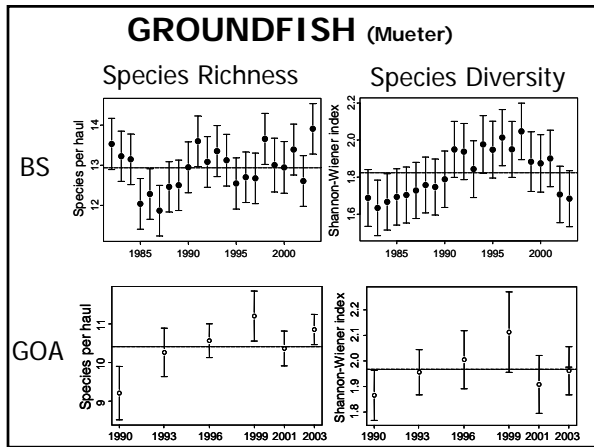 GROUNDFISH (Mueter)
Species Richness Species Diversity
BS
Species per haul
14
13
12
1985 1990 1995 2000
Shannon-Wiener index
2.2
2.0
1.8
1.6
1985 1990 1995 2000
GOA
Species per haul
11
10
9
1990 1993 1996 1999 2001 2003
Shannon-Wiener index
2.2
2.1
2.0
1.9
1.8
1990 1993 1996 1999 2001 2003